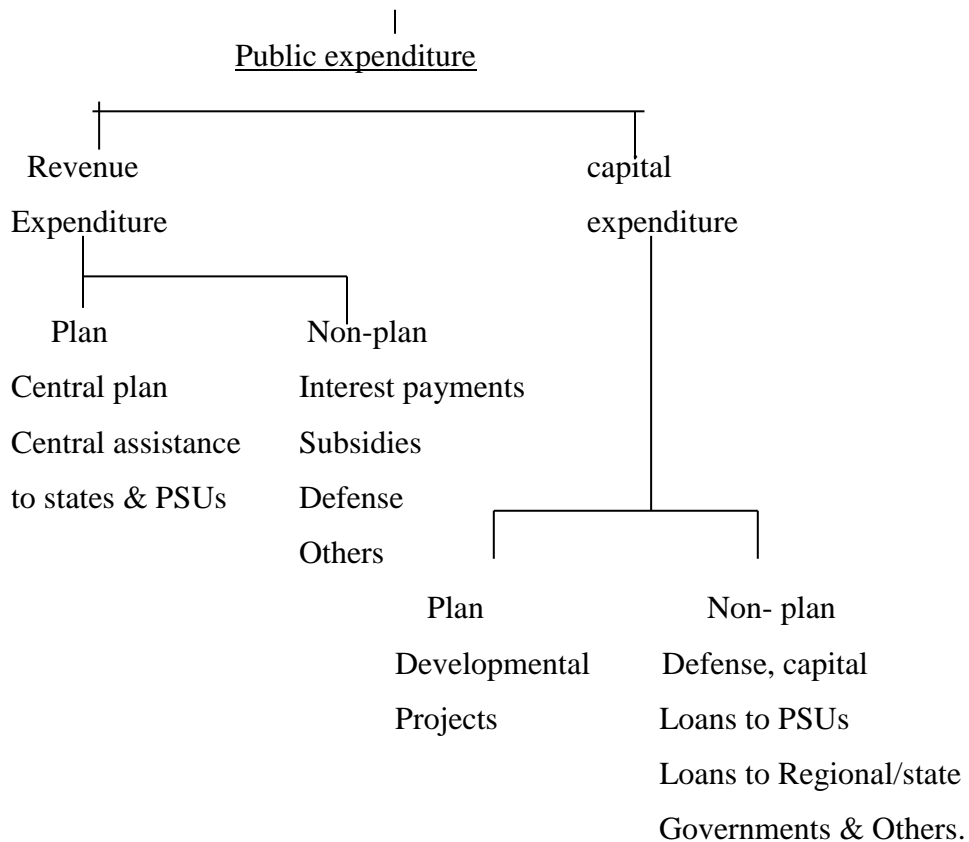 Public expenditure
Revenue
Expenditure
capital
expenditure
Plan
Central plan
Central assistance
to states & PSUs
Non-plan
Interest payments
Subsidies
Defense
Others
Plan
Developmental
Projects
Non- plan
Defense, capital
Loans to PSUs
Loans to Regional/state
Governments & Others.